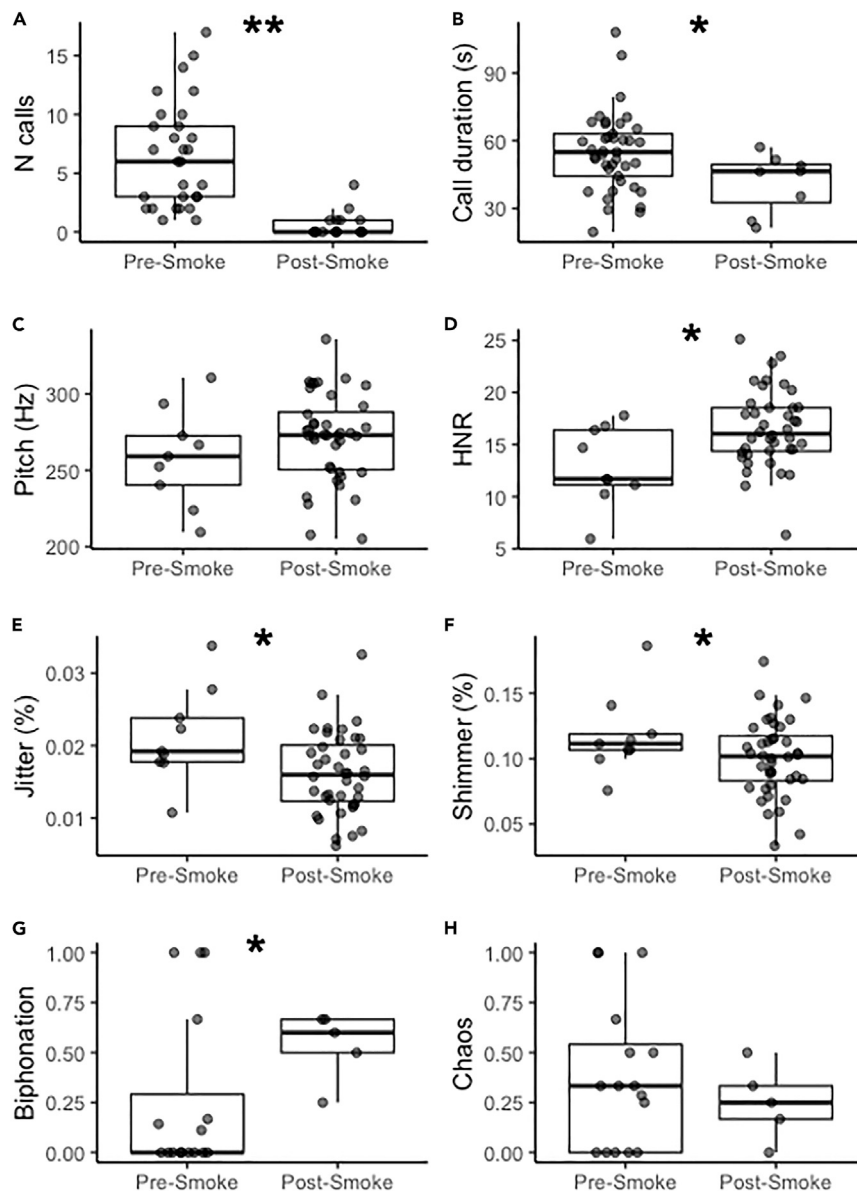 A
N calls
**
15
10
5
0
Pre-Smoke Post-Smoke
B
Call duration (s)
*
90
60
30
Pre-Smoke Post-Smoke
C
Pitch (Hz)
300
250
200
Pre-Smoke Post-Smoke
D
HNR
*
25
20
15
10
5
Pre-Smoke Post-Smoke
E
Jitter (%)
*
0.03
0.02
0.01
Pre-Smoke Post-Smoke
F
Shimmer (%)
*
0.15
0.10
0.05
Pre-Smoke Post-Smoke
G
Biphonation
*
1.00
0.75
0.50
0.25
0.00
Pre-Smoke Post-Smoke
H
Chaos
1.00
0.75
0.50
0.25
0.00
Pre-Smoke Post-Smoke